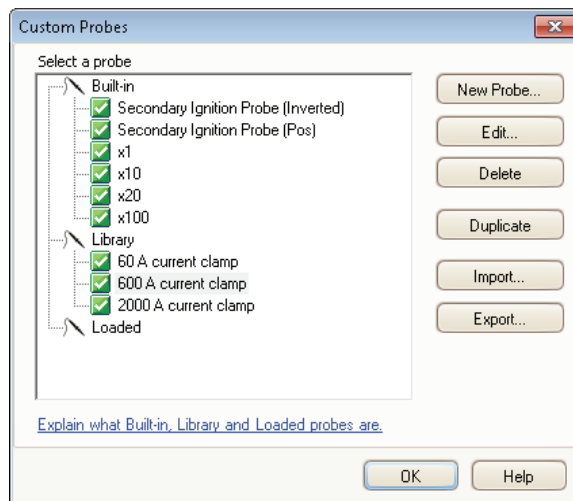 Custom Probes
Select a probe
Built-in
Secondary Ignition Probe (Inverted)
Secondary Ignition Probe (Pos)
x1
x10
x20
x100
Library
60 A current clamp
600 A current clamp
2000 A current clamp
Loaded
New Probe...
Edit...
Delete
Duplicate
Import...
Export...
Explain what Built-in, Library and Loaded probes are.
OK
Help